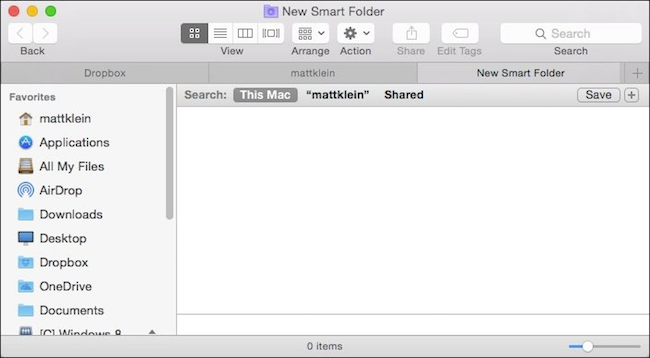 New Smart Folder
Back View Arrange Action Share Edit Tags Search Search
Dropbox mattklein New Smart Folder +
Favorites
mattklein
Applications
All My Files
AirDrop
Downloads
Desktop
Dropbox
OneDrive
Documents
[C] Windows 8
Search: This Mac “mattklein” Shared Save +
0 items